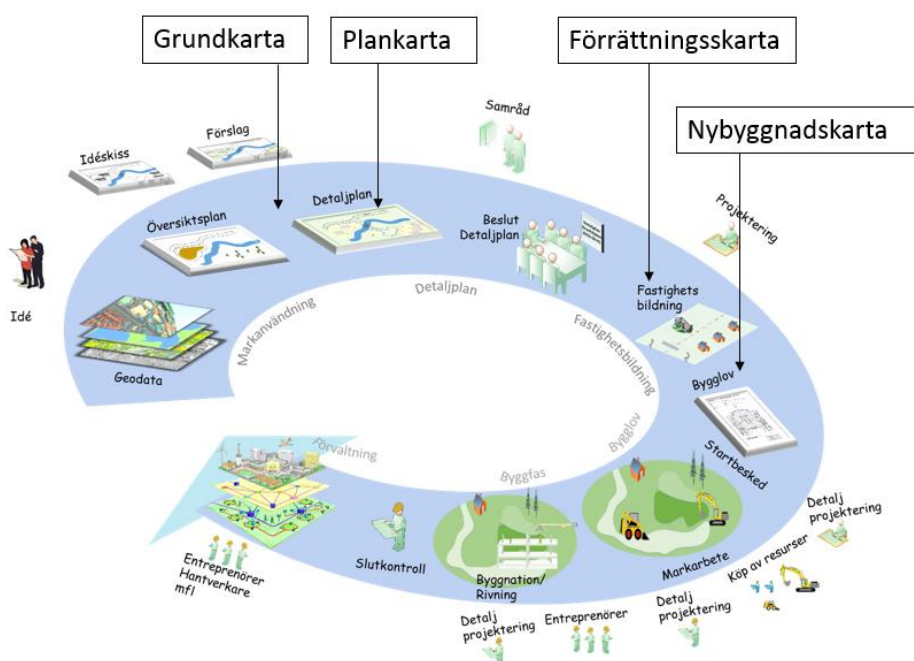 Grundkarta
Plankarta
Förrättningsskarta
Nybyggnadskarta
Samråd
Förslag
Idéskiss
Projektering
Detaljplan
Översiktsplan
Beslut
Detaljplan
Fastighets
bildning
Idé
Geodata
Markanvändning
Detaljplan
Fastighetsbildning
Bygglov
Bygglov
Startbesked
Förvaltning
Byggfas
Detalj
projektering
Köp av resurser
Markarbete
Slutkontroll
Byggnation/
Rivning
Entreprenörer
Hantverkare
mfl
Detalj
projektering
Entreprenörer
Detalj
projektering